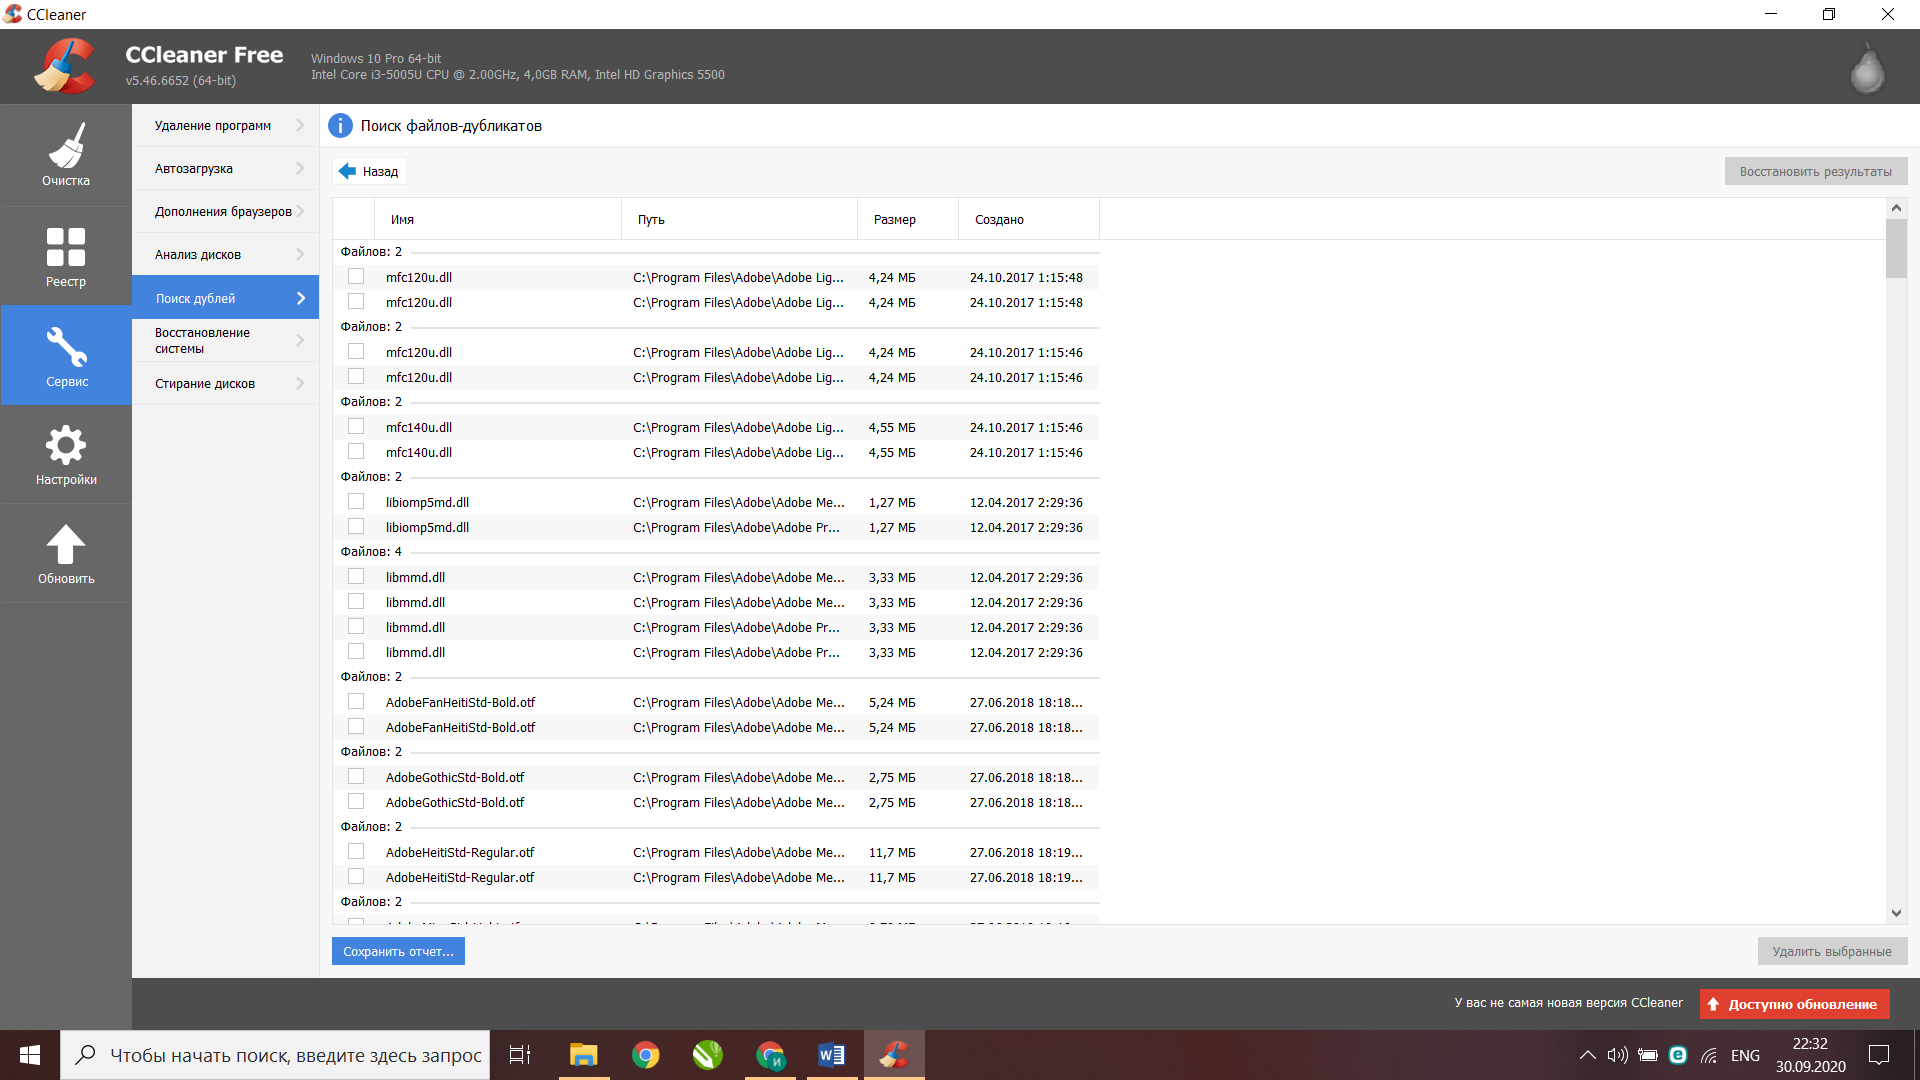 CCleaner
CCleaner Free
v5.46.6652 (64-bit)
Windows 10 Pro 64-bit
Intel Core i3-5005U CPU @ 2.00GHz, 4,0GB RAM, Intel HD Graphics 5500
Очистка
Реестр
Сервис
Настройки
Обновить
Удаление программ
Автозагрузка
Дополнения браузеров
Анализ дисков
Поиск дублей
Восстановление
системы
Стирание дисков
Поиск файлов-дубликатов
Назад
Восстановить результаты
Имя Путь Размер Создано
Файлов: 2
mfc120u.dll C:\Program Files\Adobe\Adobe Lig... 4,24 МБ 24.10.2017 1:15:48
mfc120u.dll C:\Program Files\Adobe\Adobe Lig... 4,24 МБ 24.10.2017 1:15:48
Файлов: 2
mfc120u.dll C:\Program Files\Adobe\Adobe Lig... 4,24 МБ 24.10.2017 1:15:46
mfc120u.dll C:\Program Files\Adobe\Adobe Lig... 4,24 МБ 24.10.2017 1:15:46
Файлов: 2
mfc140u.dll C:\Program Files\Adobe\Adobe Lig... 4,55 МБ 24.10.2017 1:15:46
mfc140u.dll C:\Program Files\Adobe\Adobe Lig... 4,55 МБ 24.10.2017 1:15:46
Файлов: 2
libiomp5md.dll C:\Program Files\Adobe\Adobe Me... 1,27 МБ 12.04.2017 2:29:36
libiomp5md.dll C:\Program Files\Adobe\Adobe Pr... 1,27 МБ 12.04.2017 2:29:36
Файлов: 4
libmmd.dll C:\Program Files\Adobe\Adobe Me... 3,33 МБ 12.04.2017 2:29:36
libmmd.dll C:\Program Files\Adobe\Adobe Me... 3,33 МБ 12.04.2017 2:29:36
libmmd.dll C:\Program Files\Adobe\Adobe Pr... 3,33 МБ 12.04.2017 2:29:36
libmmd.dll C:\Program Files\Adobe\Adobe Pr... 3,33 МБ 12.04.2017 2:29:36
Файлов: 2
AdobeFanHeitiStd-Bold.otf C:\Program Files\Adobe\Adobe Me... 5,24 МБ 27.06.2018 18:18...
AdobeFanHeitiStd-Bold.otf C:\Program Files\Adobe\Adobe Me... 5,24 МБ 27.06.2018 18:18...
Файлов: 2
AdobeGothicStd-Bold.otf C:\Program Files\Adobe\Adobe Me... 2,75 МБ 27.06.2018 18:18...
AdobeGothicStd-Bold.otf C:\Program Files\Adobe\Adobe Me... 2,75 МБ 27.06.2018 18:18...
Файлов: 2
AdobeHeitiStd-Regular.otf C:\Program Files\Adobe\Adobe Me... 11,7 МБ 27.06.2018 18:19...
AdobeHeitiStd-Regular.otf C:\Program Files\Adobe\Adobe Me... 11,7 МБ 27.06.2018 18:19...
Файлов: 2
Сохранить отчет...
Удалить выбранные
У вас не самая новая версия CCleaner
Доступно обновление
Чтобы начать поиск, введите здесь запрос
ENG
22:32
30.09.2020